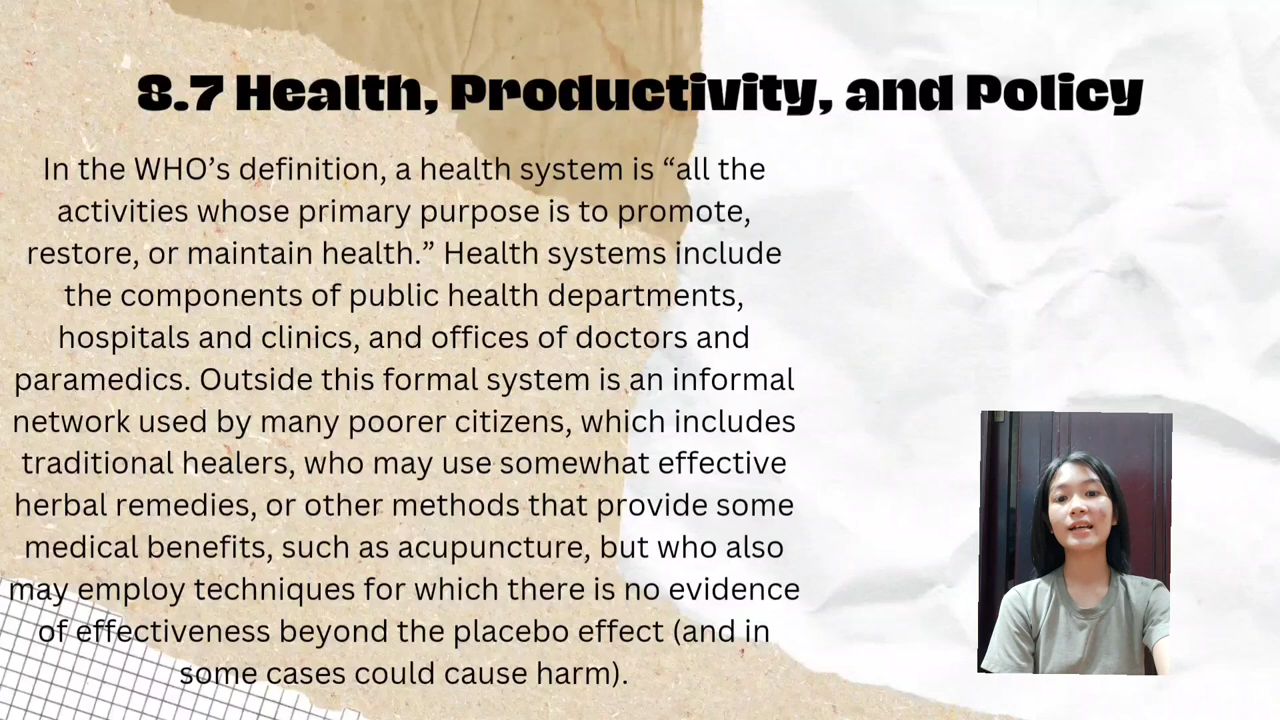 8.7 Health, Productivity, and Policy
In the WHO’s definition, a health system is “all the
activities whose primary purpose is to promote,
restore, or maintain health.” Health systems include
the components of public health departments,
hospitals and clinics, and offices of doctors and
paramedics. Outside this formal system is an informal
network used by many poorer citizens, which includes
traditional healers, who may use somewhat effective
herbal remedies, or other methods that provide some
medical benefits, such as acupuncture, but who also
may employ techniques for which there is no evidence
of effectiveness beyond the placebo effect (and in
some cases could cause harm).